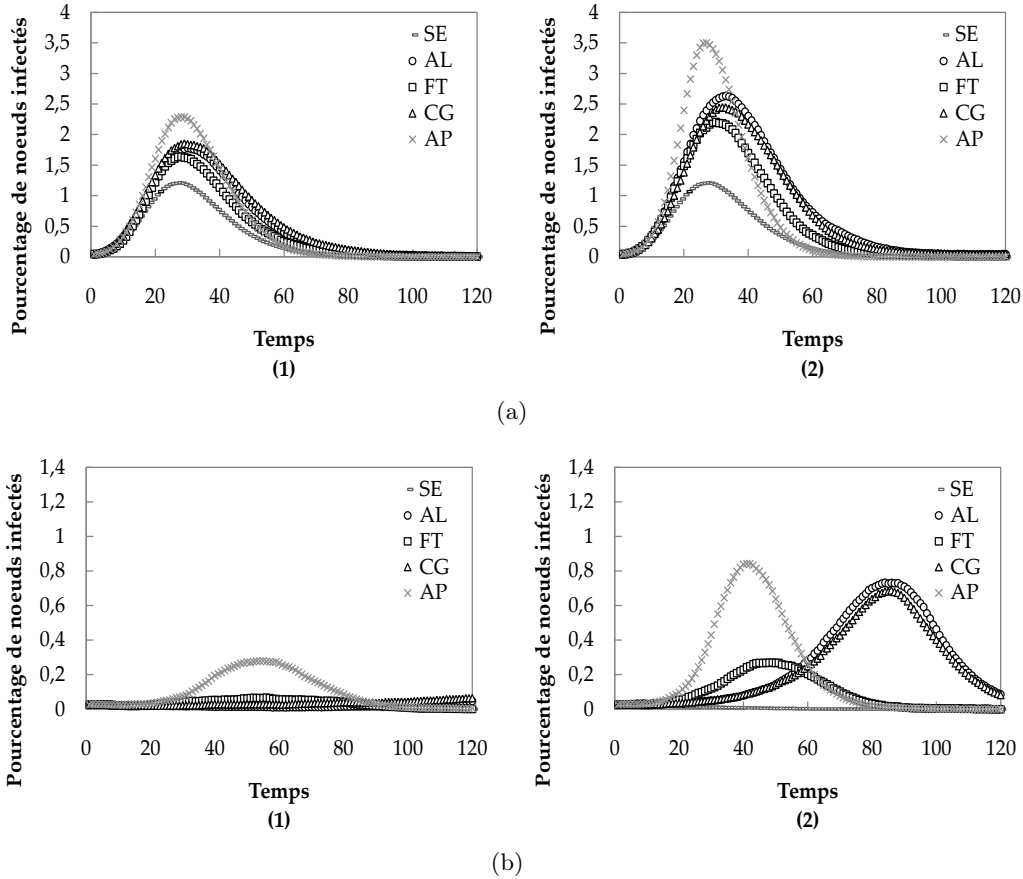 Pourcentage de noeuds infectés
4
3,5
3
2,5
2
1,5
1
0,5
0
0 20 40 60 80 100 120
SE
AL
FT
CG
AP
Temps
(1)
Pourcentage de noeuds infectés
4
3,5
3
2,5
2
1,5
1
0,5
0
0 20 40 60 80 100 120
SE
AL
FT
CG
AP
Temps
(2)
(a)
Pourcentage de noeuds infectés
1,4
1,2
1
0,8
0,6
0,4
0,2
0
0 20 40 60 80 100 120
SE
AL
FT
CG
AP
Temps
(1)
Pourcentage de noeuds infectés
1,4
1,2
1
0,8
0,6
0,4
0,2
0
0 20 40 60 80 100 120
SE
AL
FT
CG
AP
Temps
(2)
(b)